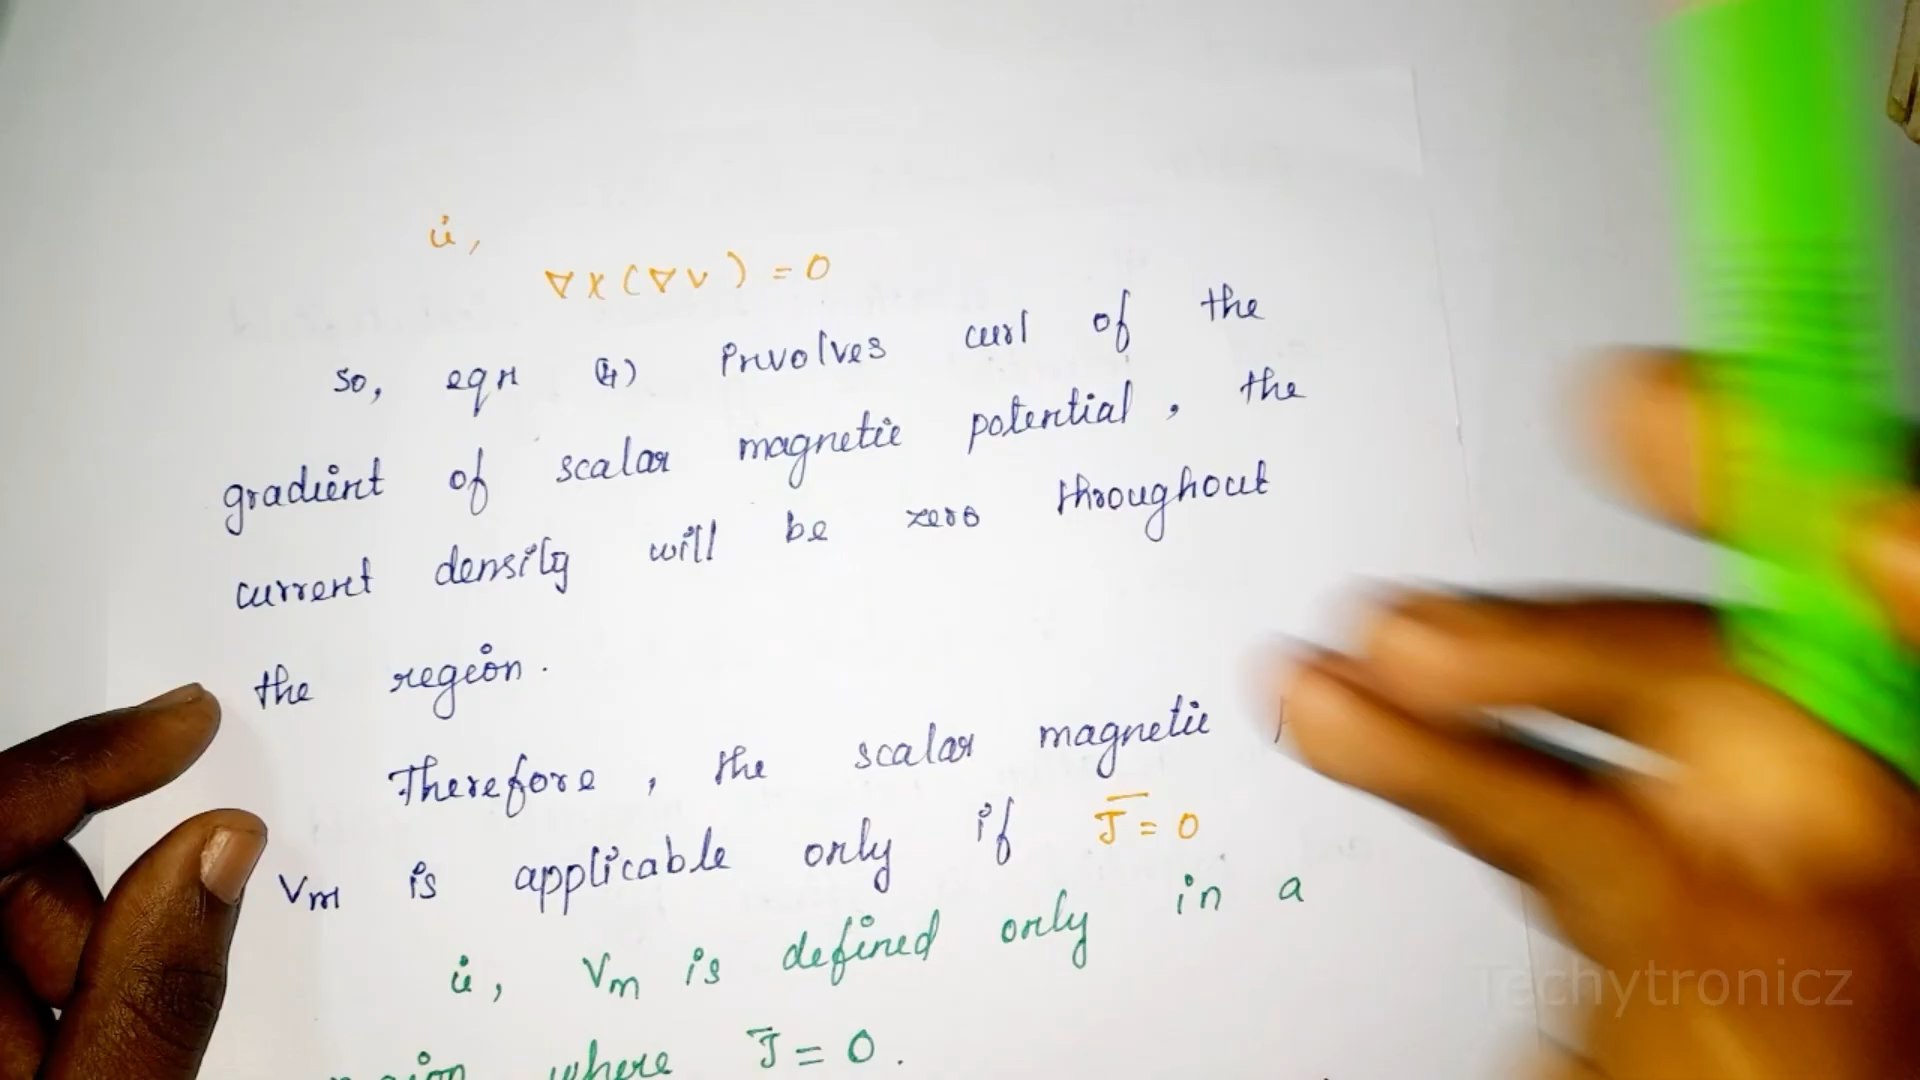 ie,
∇ x (∇ v) = 0
so, eqn (4) involves curl of the
gradient of scalar magnetic potential, the
current density will be zero throughout
the region.
Therefore, the scalar magnetic
Vm is applicable only if J̅ = 0
ie, Vm is defined only in a
where J̅ = 0.
Techytronicz